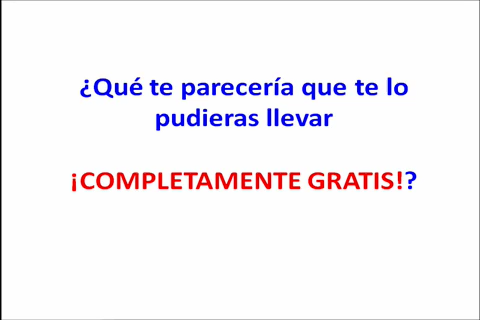 ¿Qué te parecería que te lo
pudieras llevar
¡COMPLETAMENTE GRATIS!?